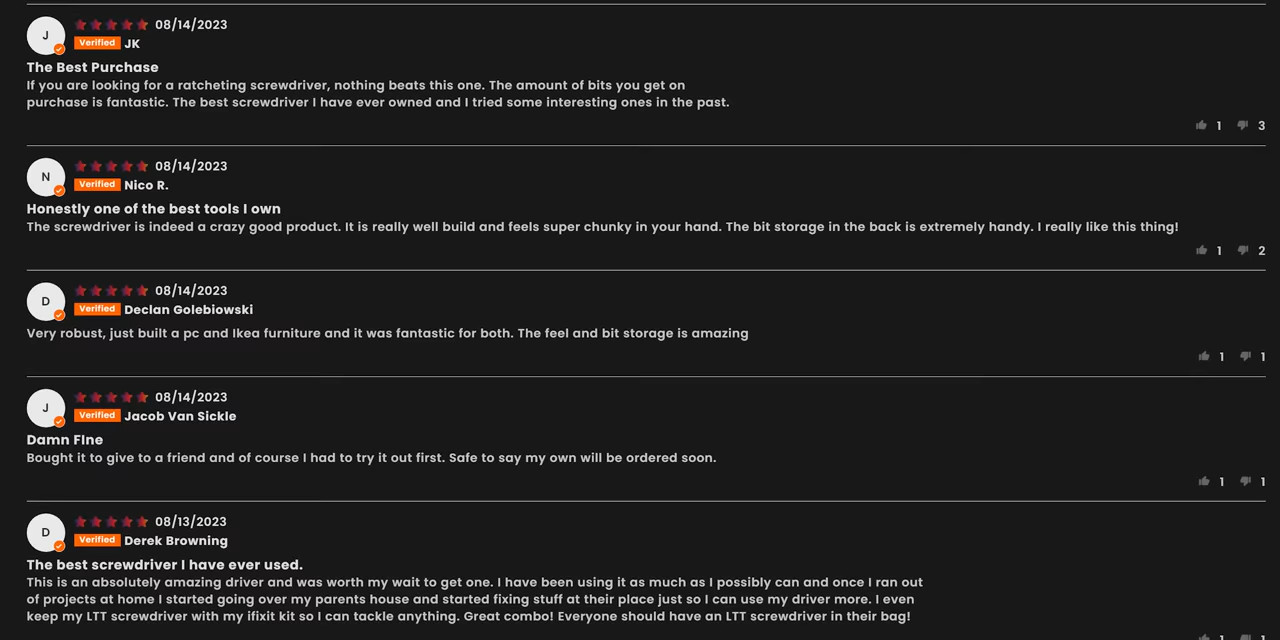 J
08/14/2023
Verified JK
The Best Purchase
If you are looking for a ratcheting screwdriver, nothing beats this one. The amount of bits you get on
purchase is fantastic. The best screwdriver I have ever owned and I tried some interesting ones in the past.
1 3
N
08/14/2023
Verified Nico R.
Honestly one of the best tools I own
The screwdriver is indeed a crazy good product. It is really well build and feels super chunky in your hand. The bit storage in the back is extremely handy. I really like this thing!
1 2
D
08/14/2023
Verified Declan Golebiowski
Very robust, just built a pc and Ikea furniture and it was fantastic for both. The feel and bit storage is amazing
1 1
J
08/14/2023
Verified Jacob Van Sickle
Damn FIne
Bought it to give to a friend and of course I had to try it out first. Safe to say my own will be ordered soon.
1 1
D
08/13/2023
Verified Derek Browning
The best screwdriver I have ever used.
This is an absolutely amazing driver and was worth my wait to get one. I have been using it as much as I possibly can and once I ran out
of projects at home I started going over my parents house and started fixing stuff at their place just so I can use my driver more. I even
keep my LTT screwdriver with my ifixit kit so I can tackle anything. Great combo! Everyone should have an LTT screwdriver in their bag!